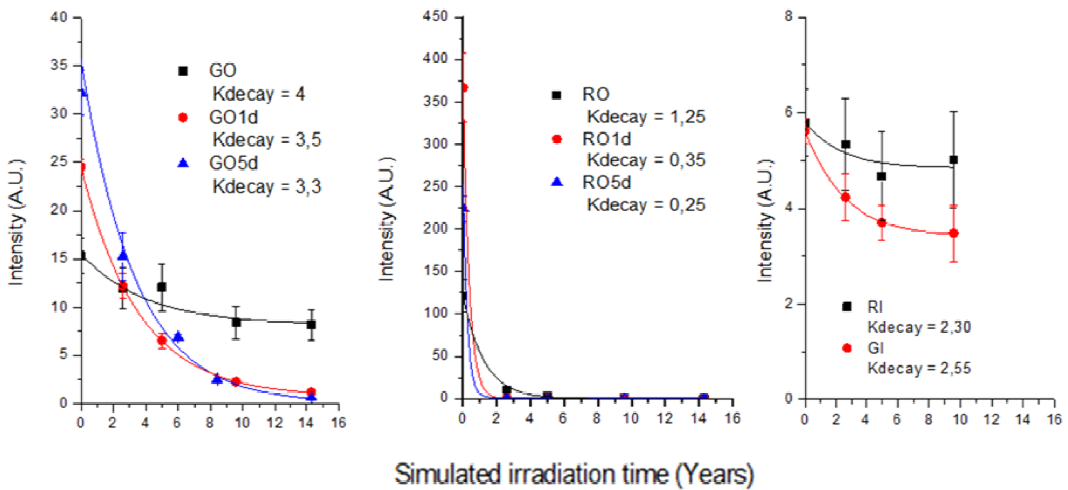 40
35
30
25
20
15
10
5
0
Intensity (A.U.)
GO
Kdecay = 4
GO1d
Kdecay = 3,5
GO5d
Kdecay = 3,3
0 2 4 6 8 10 12 14 16
450
400
350
300
250
200
150
100
50
0
Intensity (A.U.)
RO
Kdecay = 1,25
RO1d
Kdecay = 0,35
RO5d
Kdecay = 0,25
0 2 4 6 8 10 12 14 16
8
6
4
2
0
Intensity (A.U.)
RI
Kdecay = 2,30
GI
Kdecay = 2,55
0 2 4 6 8 10 12 14 16
Simulated irradiation time (Years)